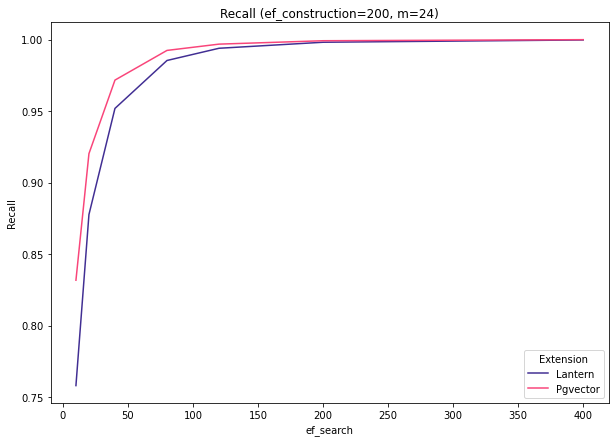 Recall (ef_construction=200, m=24)
1.00
0.95
0.90
0.85
0.80
0.75
Recall
0 50 100 150 200 250 300 350 400
ef_search
Extension
Lantern
Pgvector